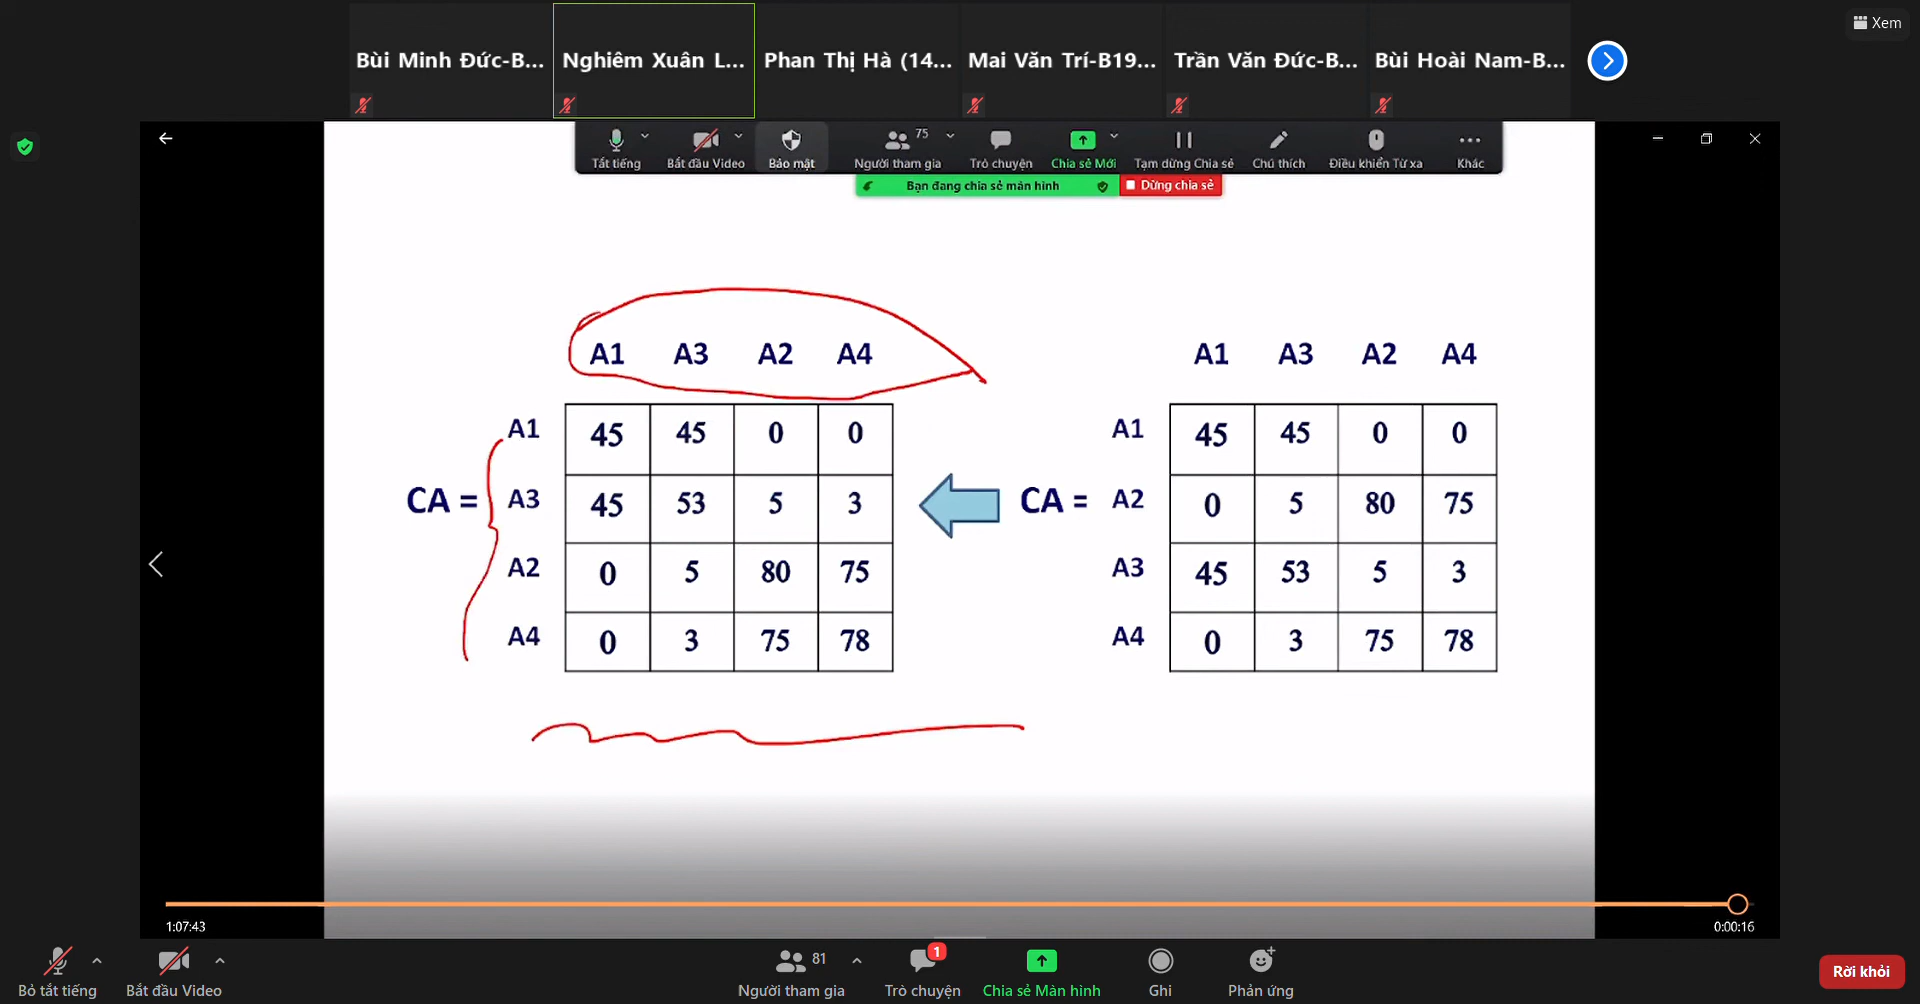 Xem
Bùi Minh Đức-B... Nghiêm Xuân L... Phan Thị Hà (14... Mai Văn Trí-B19... Trần Văn Đức-B... Bùi Hoài Nam-B...
75
Tắt tiếng Bắt đầu Video Bảo mật Người tham gia Trò chuyện Chia sẻ Mới Tạm dừng Chia sẻ Chú thích Điều khiển Từ xa Khác
Bạn đang chia sẻ màn hình Dừng chia sẻ
A1 A3 A2 A4
A1 45 45 0 0
CA = A3 45 53 5 3
A2 0 5 80 75
A4 0 3 75 78
A1 A3 A2 A4
A1 45 45 0 0
CA = A2 0 5 80 75
A3 45 53 5 3
A4 0 3 75 78
1:07:43 0:00:16
81 1
Bỏ tắt tiếng Bắt đầu Video Người tham gia Trò chuyện Chia sẻ Màn hình Ghi Phản ứng Rời khỏi